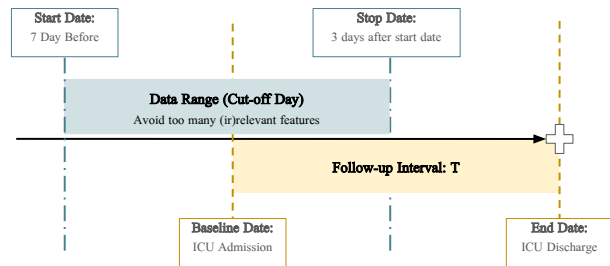 Start Date:
7 Day Before
Stop Date:
3 days after start date
Data Range (Cut-off Day)
Avoid too many (ir)relevant features
Follow-up Interval: T
Baseline Date:
ICU Admission
End Date:
ICU Discharge